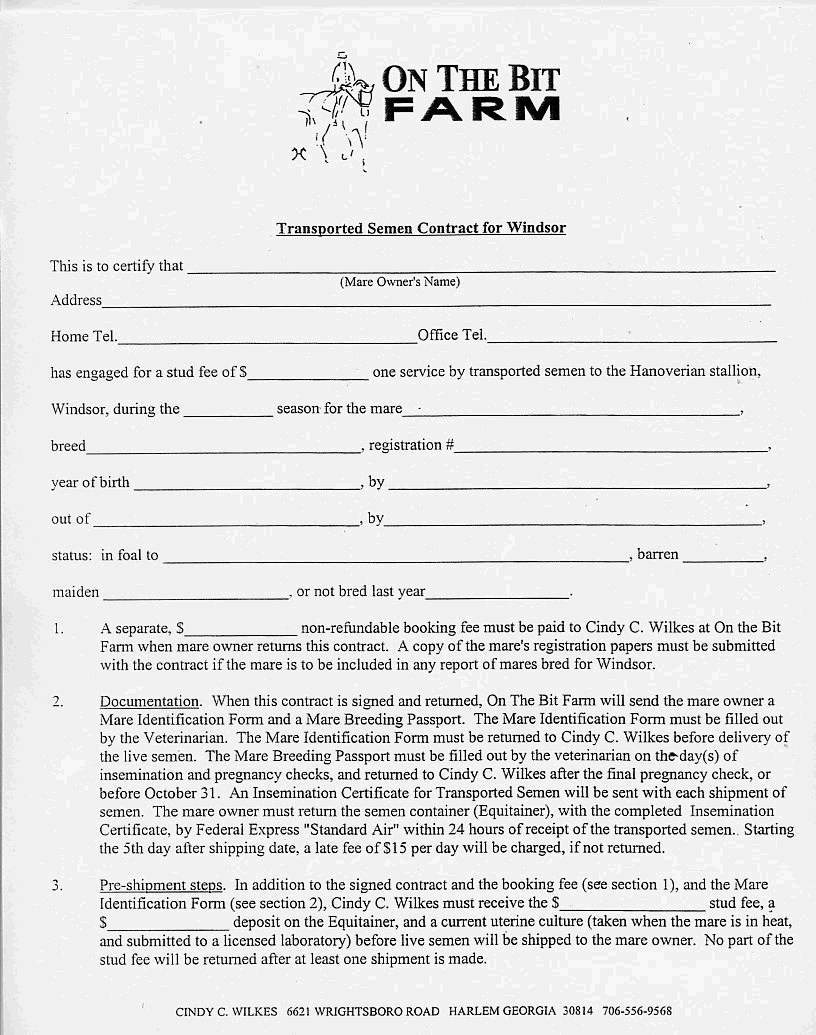 ON THE BIT
FARM
Transported Semen Contract for Windsor
This is to certify that ____________________
(Mare Owner's Name)
Address____________________
Home Tel.____________________Office Tel.____________________
has engaged for a stud fee of $__________ one service by transported semen to the Hanoverian stallion,
Windsor, during the __________ season for the mare____________________,
breed____________________, registration #____________________,
year of birth ____________________, by ____________________,
out of ____________________, by____________________,
status: in foal to ____________________, barren __________,
maiden ____________________, or not bred last year____________________.
1. A separate, $__________ non-refundable booking fee must be paid to Cindy C. Wilkes at On the Bit
Farm when mare owner returns this contract. A copy of the mare's registration papers must be submitted
with the contract if the mare is to be included in any report of mares bred for Windsor.
2. Documentation. When this contract is signed and returned, On The Bit Farm will send the mare owner a
Mare Identification Form and a Mare Breeding Passport. The Mare Identification Form must be filled out
by the Veterinarian. The Mare Identification Form must be returned to Cindy C. Wilkes before delivery of
the live semen. The Mare Breeding Passport must be filled out by the veterinarian on the day(s) of
insemination and pregnancy checks, and returned to Cindy C. Wilkes after the final pregnancy check, or
before October 31. An Insemination Certificate for Transported Semen will be sent with each shipment of
semen. The mare owner must return the semen container (Equitainer), with the completed Insemination
Certificate, by Federal Express "Standard Air" within 24 hours of receipt of the transported semen.. Starting
the 5th day after shipping date, a late fee of $15 per day will be charged, if not returned.
3. Pre-shipment steps. In addition to the signed contract and the booking fee (see section 1), and the Mare
Identification Form (see section 2), Cindy C. Wilkes must receive the $__________ stud fee, a
$__________ deposit on the Equitainer, and a current uterine culture (taken when the mare is in heat,
and submitted to a licensed laboratory) before live semen will be shipped to the mare owner. No part of the
stud fee will be returned after at least one shipment is made.
CINDY C. WILKES 6621 WRIGHTSBORO ROAD HARLEM GEORGIA 30814 706-556-9568